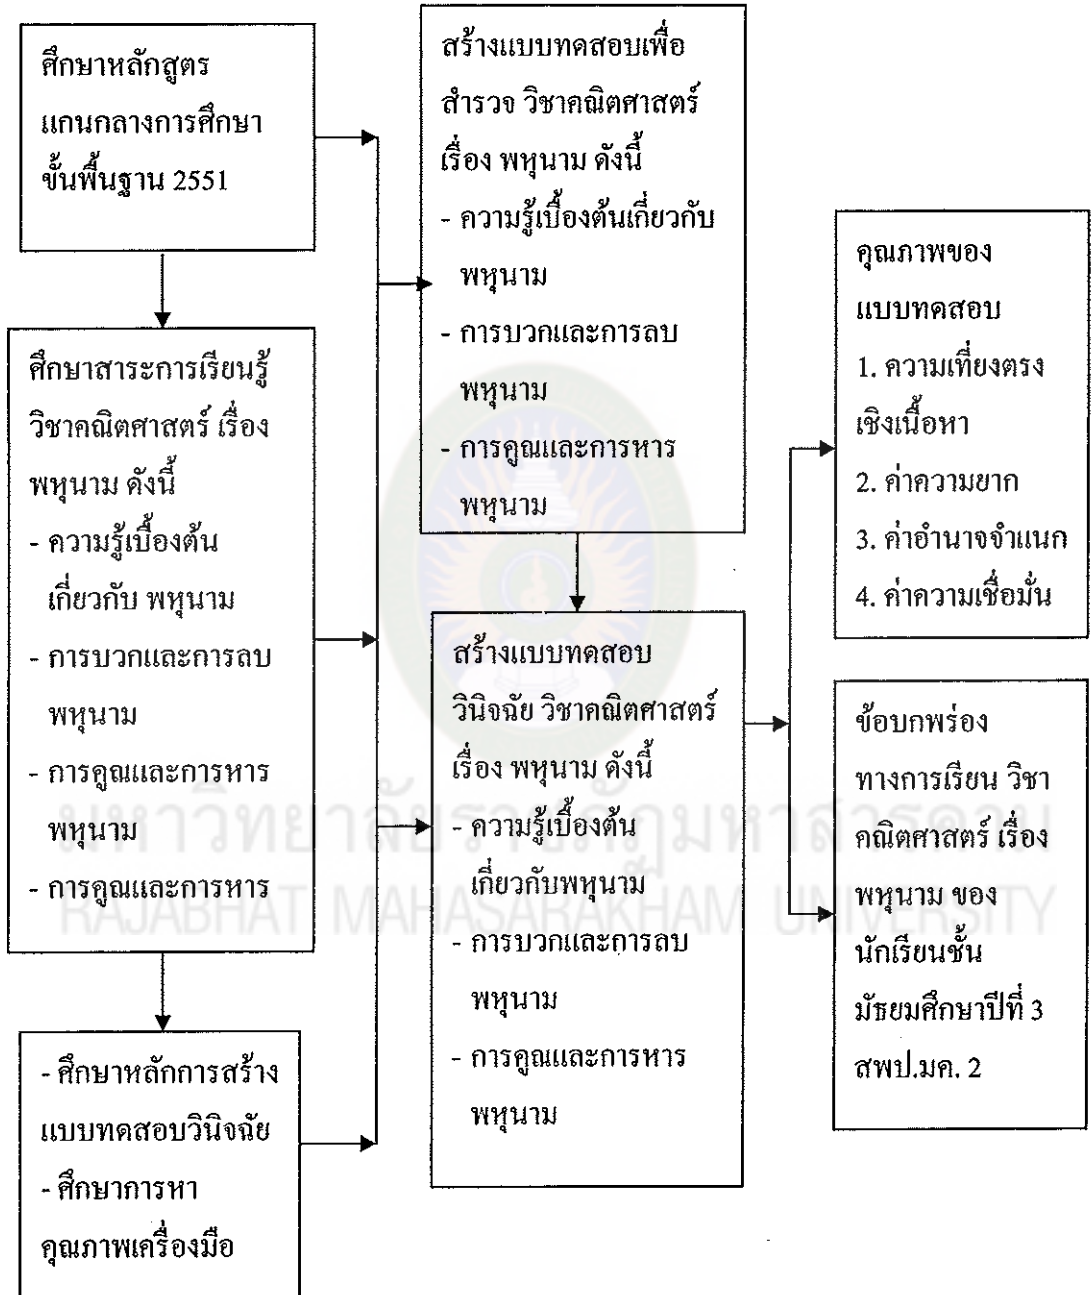 ศึกษาหลักสูตร
แกนกลางการศึกษา
ขั้นพื้นฐาน 2551
ศึกษาสาระการเรียนรู้
วิชาคณิตศาสตร์ เรื่อง
พหุนาม ดังนี้
- ความรู้เบื้องต้น
เกี่ยวกับ พหุนาม
- การบวกและการลบ
พหุนาม
- การคูณและการหาร
พหุนาม
- การคูณและการหาร
- ศึกษาหลักการสร้าง
แบบทดสอบวินิจฉัย
- ศึกษาการหา
คุณภาพเครื่องมือ
สร้างแบบทดสอบเพื่อ
สำรวจ วิชาคณิตศาสตร์
เรื่อง พหุนาม ดังนี้
- ความรู้เบื้องต้นเกี่ยวกับ
พหุนาม
- การบวกและการลบ
พหุนาม
- การคูณและการหาร
พหุนาม
สร้างแบบทดสอบ
วินิจฉัย วิชาคณิตศาสตร์
เรื่อง พหุนาม ดังนี้
- ความรู้เบื้องต้น
เกี่ยวกับพหุนาม
- การบวกและการลบ
พหุนาม
- การคูณและการหาร
พหุนาม
คุณภาพของ
แบบทดสอบ
1. ความเที่ยงตรง
เชิงเนื้อหา
2. ค่าความยาก
3. ค่าอำนาจจำแนก
4. ค่าความเชื่อมั่น
ข้อบกพร่อง
ทางการเรียน วิชา
คณิตศาสตร์ เรื่อง
พหุนาม ของ
นักเรียนชั้น
มัธยมศึกษาปีที่ 3
สพป.มค. 2
มหาวิทยาลัยราชภัฏมหาสารคาม
RAJABHAT MAHASARAKHAM UNIVERSITY